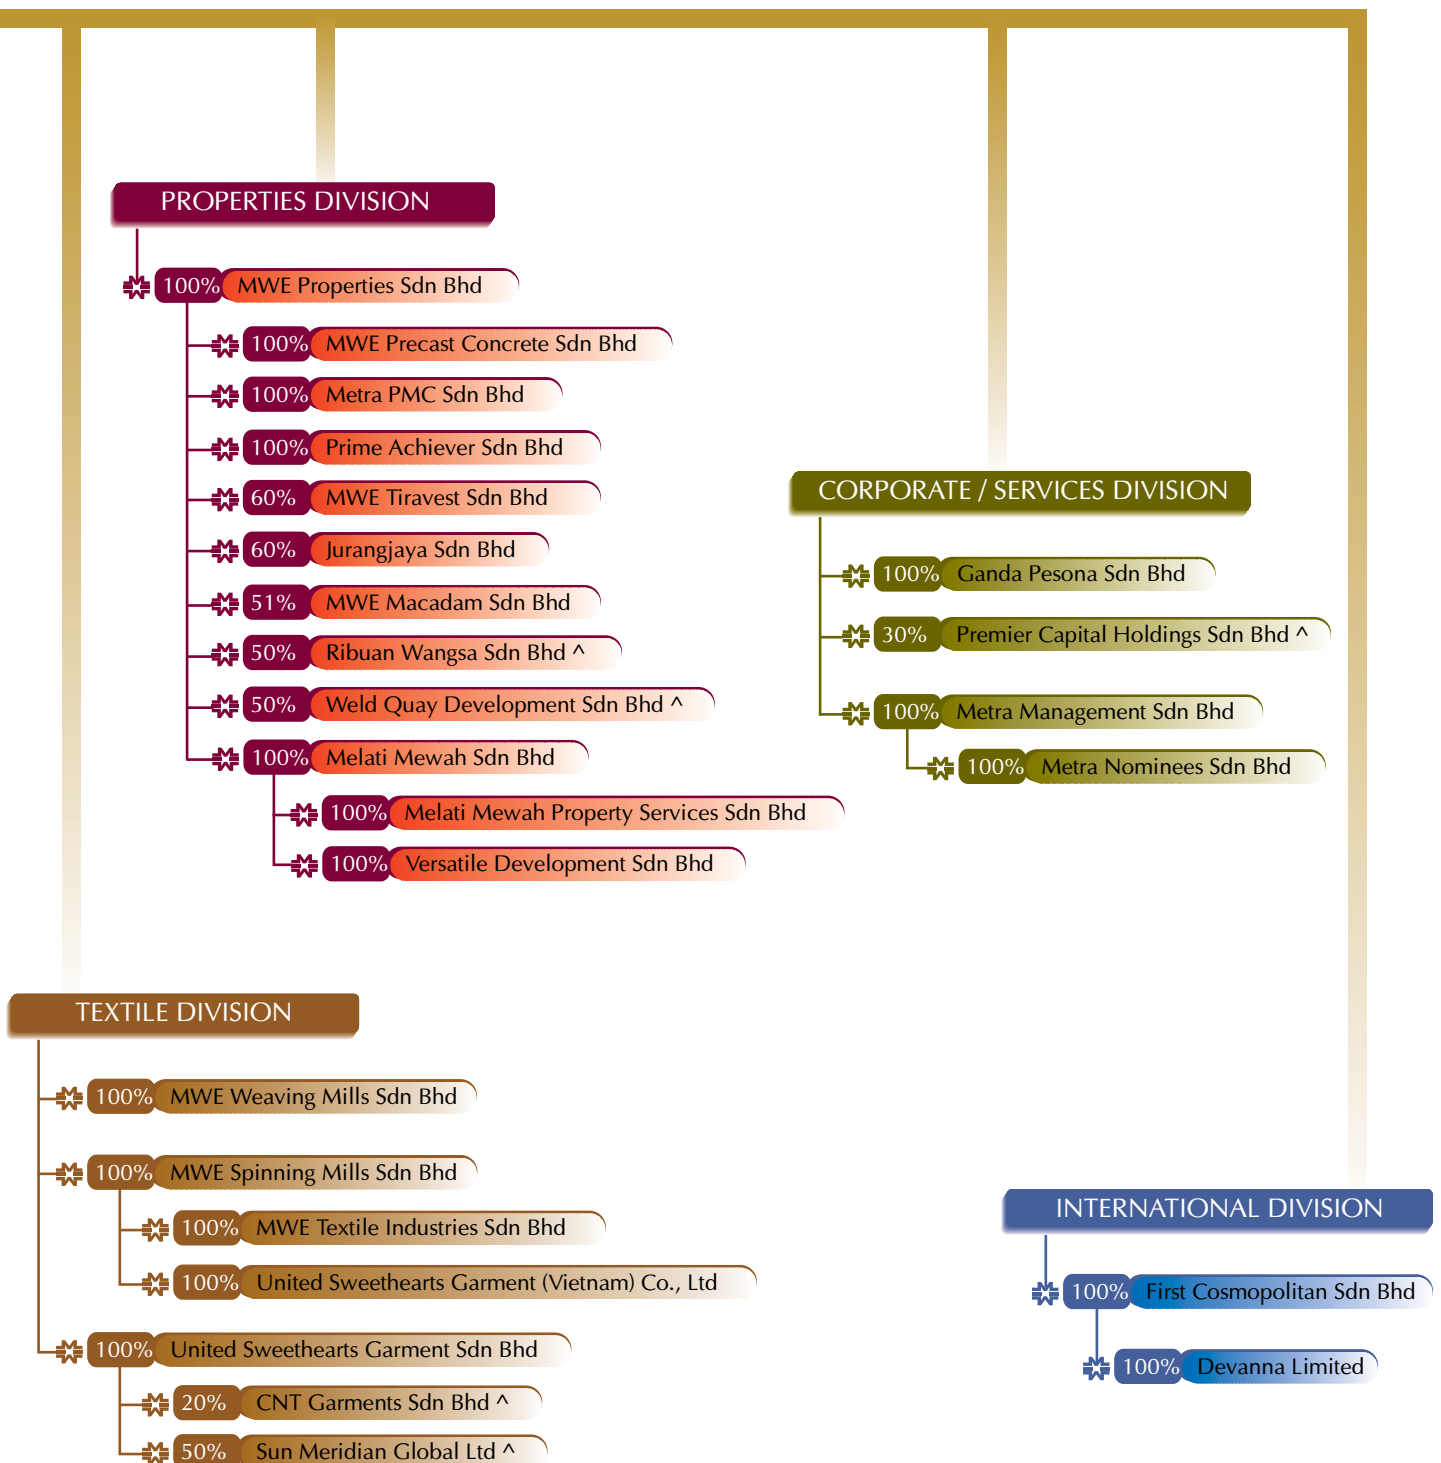 PROPERTIES DIVISION
100% MWE Properties Sdn Bhd
100% MWE Precast Concrete Sdn Bhd
100% Metra PMC Sdn Bhd
100% Prime Achiever Sdn Bhd
60% MWE Tiravest Sdn Bhd
60% Jurangjaya Sdn Bhd
51% MWE Macadam Sdn Bhd
50% Ribuan Wangsa Sdn Bhd ^
50% Weld Quay Development Sdn Bhd ^
100% Melati Mewah Sdn Bhd
100% Melati Mewah Property Services Sdn Bhd
100% Versatile Development Sdn Bhd
CORPORATE / SERVICES DIVISION
100% Ganda Pesona Sdn Bhd
30% Premier Capital Holdings Sdn Bhd ^
100% Metra Management Sdn Bhd
100% Metra Nominees Sdn Bhd
TEXTILE DIVISION
100% MWE Weaving Mills Sdn Bhd
100% MWE Spinning Mills Sdn Bhd
100% MWE Textile Industries Sdn Bhd
100% United Sweethearts Garment (Vietnam) Co., Ltd
100% United Sweethearts Garment Sdn Bhd
20% CNT Garments Sdn Bhd ^
50% Sun Meridian Global Ltd ^
INTERNATIONAL DIVISION
100% First Cosmopolitan Sdn Bhd
100% Devanna Limited